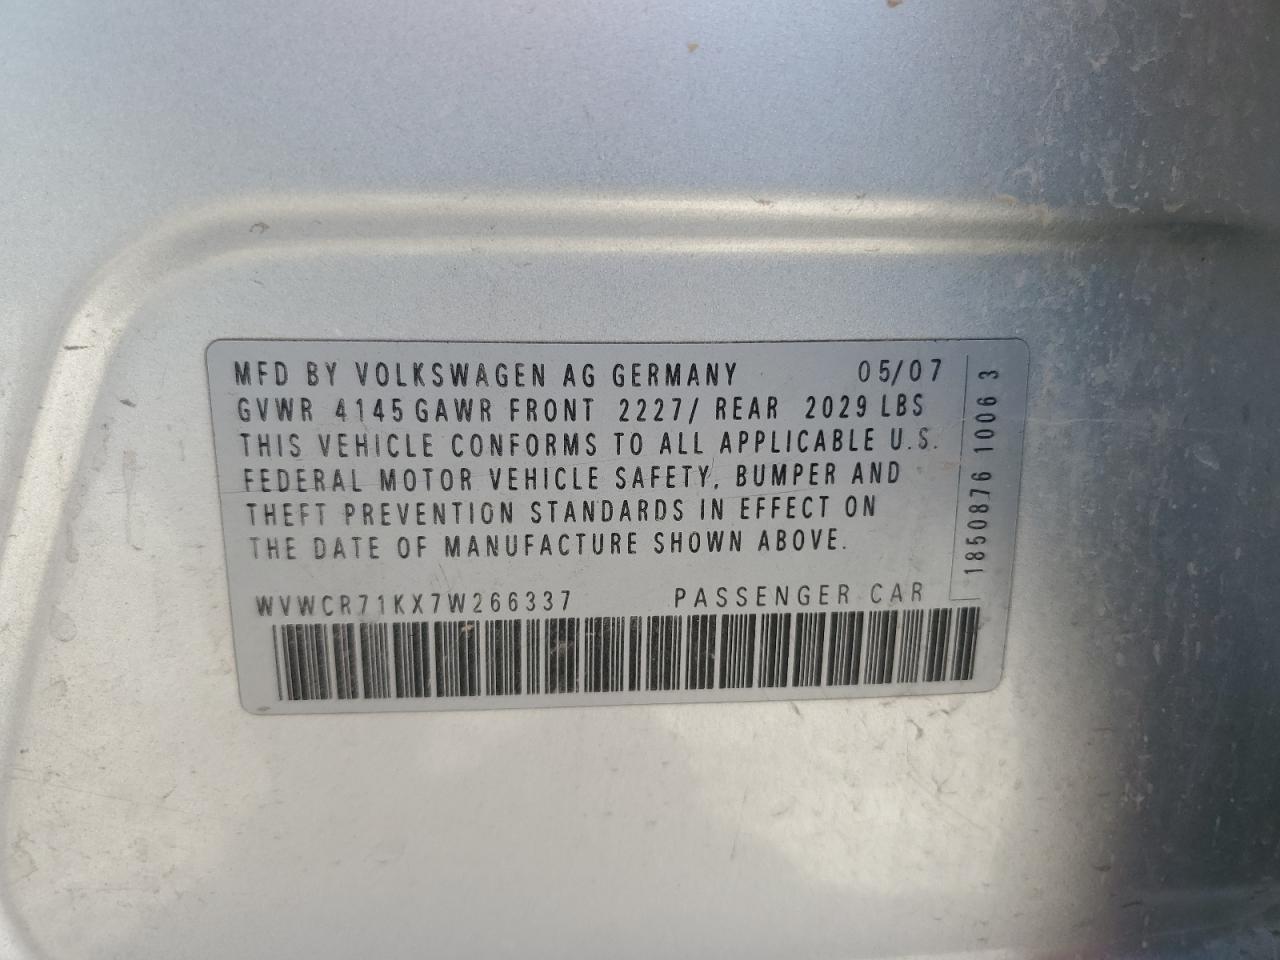 MFD BY VOLKSWAGEN AG GERMANY 05/07
GVWR 4145 GAWR FRONT 2227/ REAR 2029 LBS
THIS VEHICLE CONFORMS TO ALL APPLICABLE U.S.
FEDERAL MOTOR VEHICLE SAFETY, BUMPER AND
THEFT PREVENTION STANDARDS IN EFFECT ON
THE DATE OF MANUFACTURE SHOWN ABOVE.
WVWCR71KX7W266337 PASSENGER CAR
1850876 1006 3